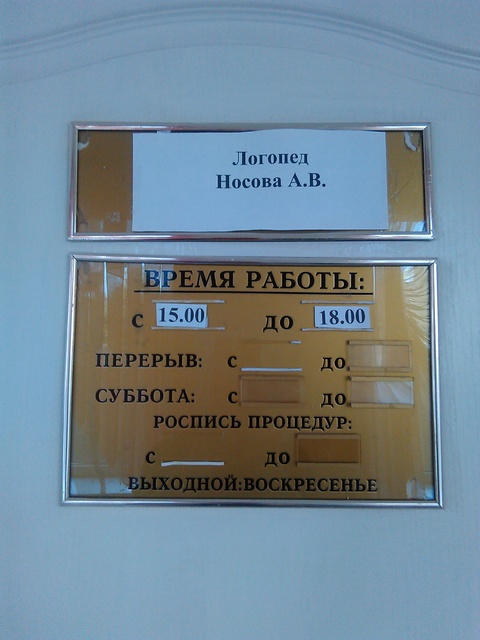 Логопед
Носова А.В.
ВРЕМЯ РАБОТЫ:
с 15.00 до 18.00
ПЕРЕРЫВ: с до
СУББОТА: с до
РОСПИСЬ ПРОЦЕДУР:
с до
ВЫХОДНОЙ:ВОСКРЕСЕНЬЕ